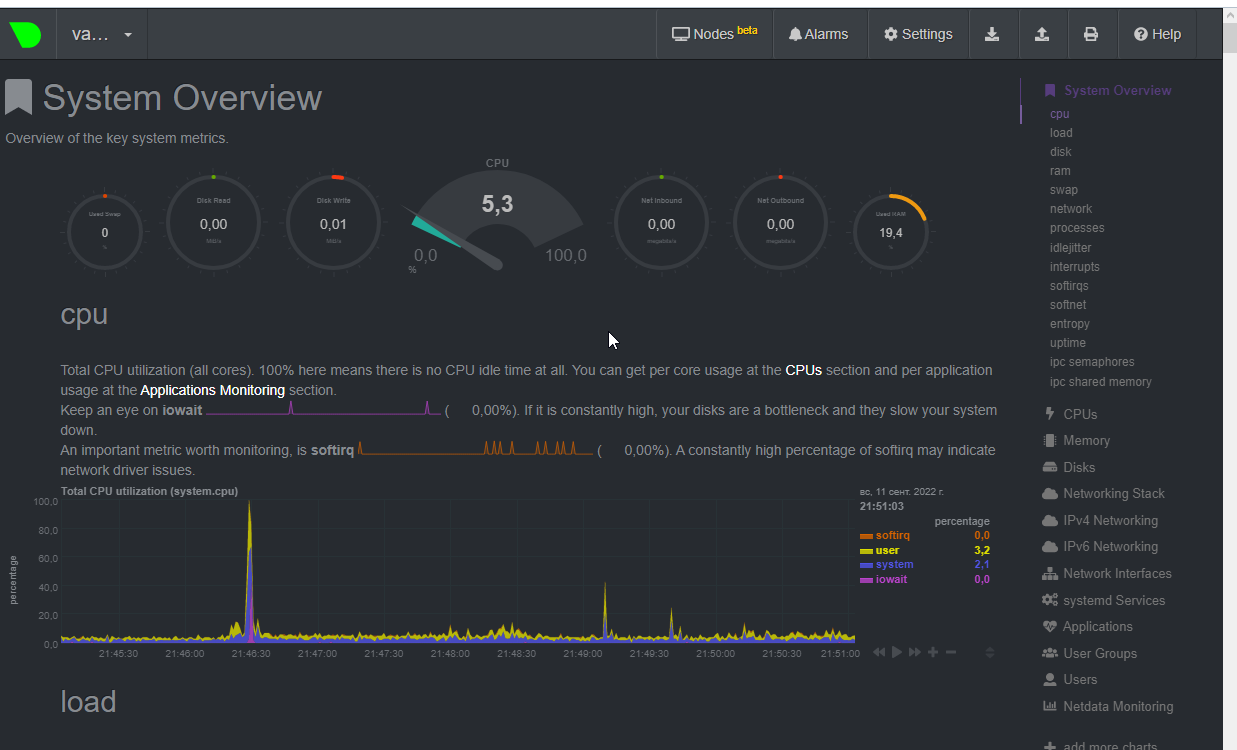 va...
Nodes beta
Alarms
Settings
Help
System Overview
Overview of the key system metrics.
Used Swap
0
%
Disk Read
0,00
MiB/s
Disk Write
0,01
MiB/s
CPU
5,3
0,0
100,0
%
Net Inbound
0,00
megabits/s
Net Outbound
0,00
megabits/s
Used RAM
19,4
%
cpu
Total CPU utilization (all cores). 100% here means there is no CPU idle time at all. You can get per core usage at the CPUs section and per application
usage at the Applications Monitoring section.
Keep an eye on iowait ( 0,00%). If it is constantly high, your disks are a bottleneck and they slow your system
down.
An important metric worth monitoring, is softirq ( 0,00%). A constantly high percentage of softirq may indicate
network driver issues.
Total CPU utilization (system.cpu)
вс, 11 сент. 2022 г.
21:51:03
percentage
softirq 0,0
user 3,2
system 2,1
iowait 0,0
percentage
100,0
80,0
60,0
40,0
20,0
0,0
21:45:30 21:46:00 21:46:30 21:47:00 21:47:30 21:48:00 21:48:30 21:49:00 21:49:30 21:50:00 21:50:30 21:51:00
load
System Overview
cpu
load
disk
ram
swap
network
processes
idlejitter
interrupts
softirqs
softnet
entropy
uptime
ipc semaphores
ipc shared memory
CPUs
Memory
Disks
Networking Stack
IPv4 Networking
IPv6 Networking
Network Interfaces
systemd Services
Applications
User Groups
Users
Netdata Monitoring
add more charts